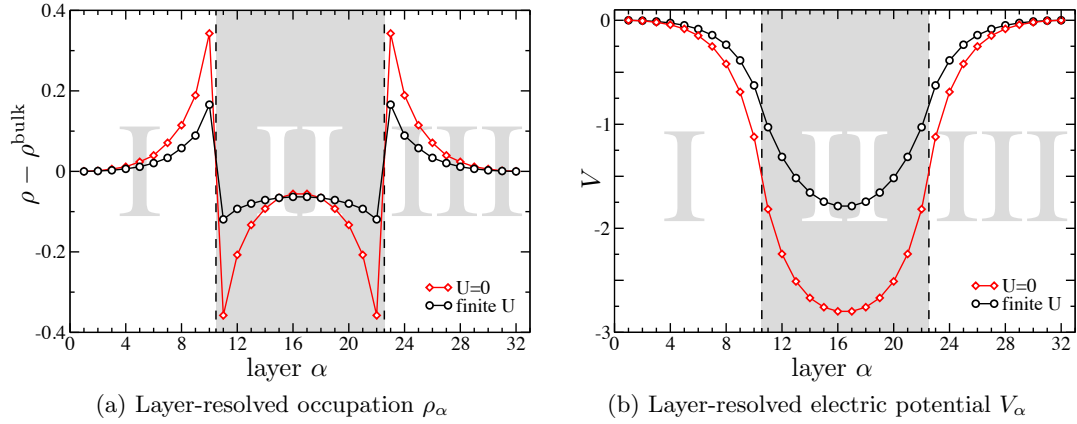 0.4
0.2
0
-0.2
-0.4
ρ − ρ^bulk
I II III
U=0
finite U
0 4 8 12 16 20 24 28 32
layer α
(a) Layer-resolved occupation ρ_α
0
-1
-2
-3
V
I II III
U=0
finite U
0 4 8 12 16 20 24 28 32
layer α
(b) Layer-resolved electric potential V_α